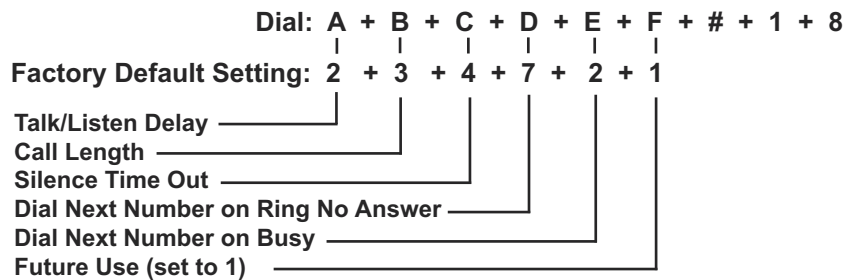 Dial: A + B + C + D + E + F + # + 1 + 8
Factory Default Setting: 2 + 3 + 4 + 7 + 2 + 1
Talk/Listen Delay
Call Length
Silence Time Out
Dial Next Number on Ring No Answer
Dial Next Number on Busy
Future Use (set to 1)